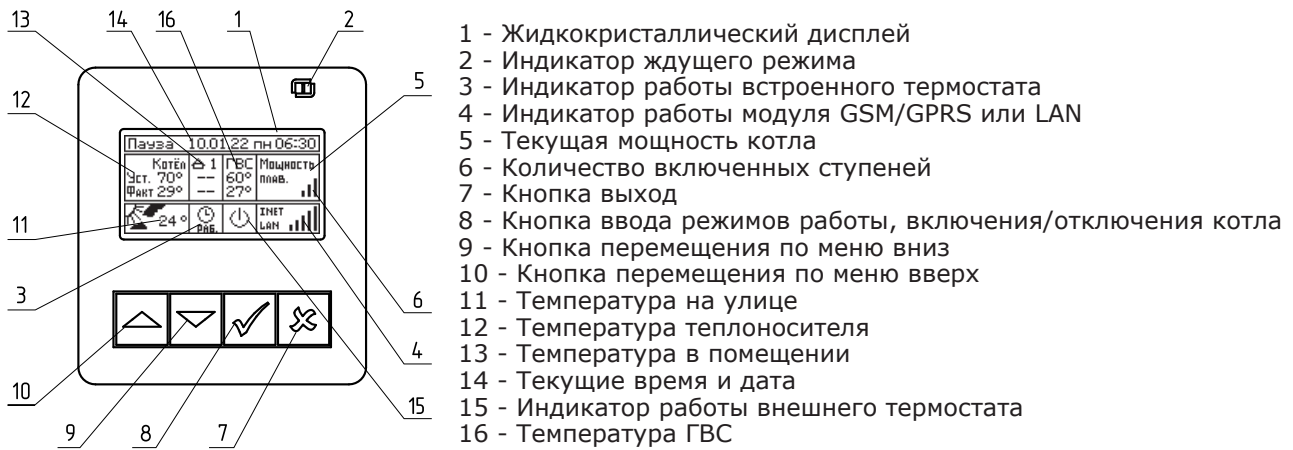 13
14
16
1
2
5
12
11
3
6
4
10
15
9
8
7
Пауза 10.01.22 пн 06:30
Котёл 1 ГВС Мощность
Уст. 70° -- 60° плав.
Факт 29° -- 27°
24° РАБ. INET
LAN
1 - Жидкокристаллический дисплей
2 - Индикатор ждущего режима
3 - Индикатор работы встроенного термостата
4 - Индикатор работы модуля GSM/GPRS или LAN
5 - Текущая мощность котла
6 - Количество включенных ступеней
7 - Кнопка выход
8 - Кнопка ввода режимов работы, включения/отключения котла
9 - Кнопка перемещения по меню вниз
10 - Кнопка перемещения по меню вверх
11 - Температура на улице
12 - Температура теплоносителя
13 - Температура в помещении
14 - Текущие время и дата
15 - Индикатор работы внешнего термостата
16 - Температура ГВС